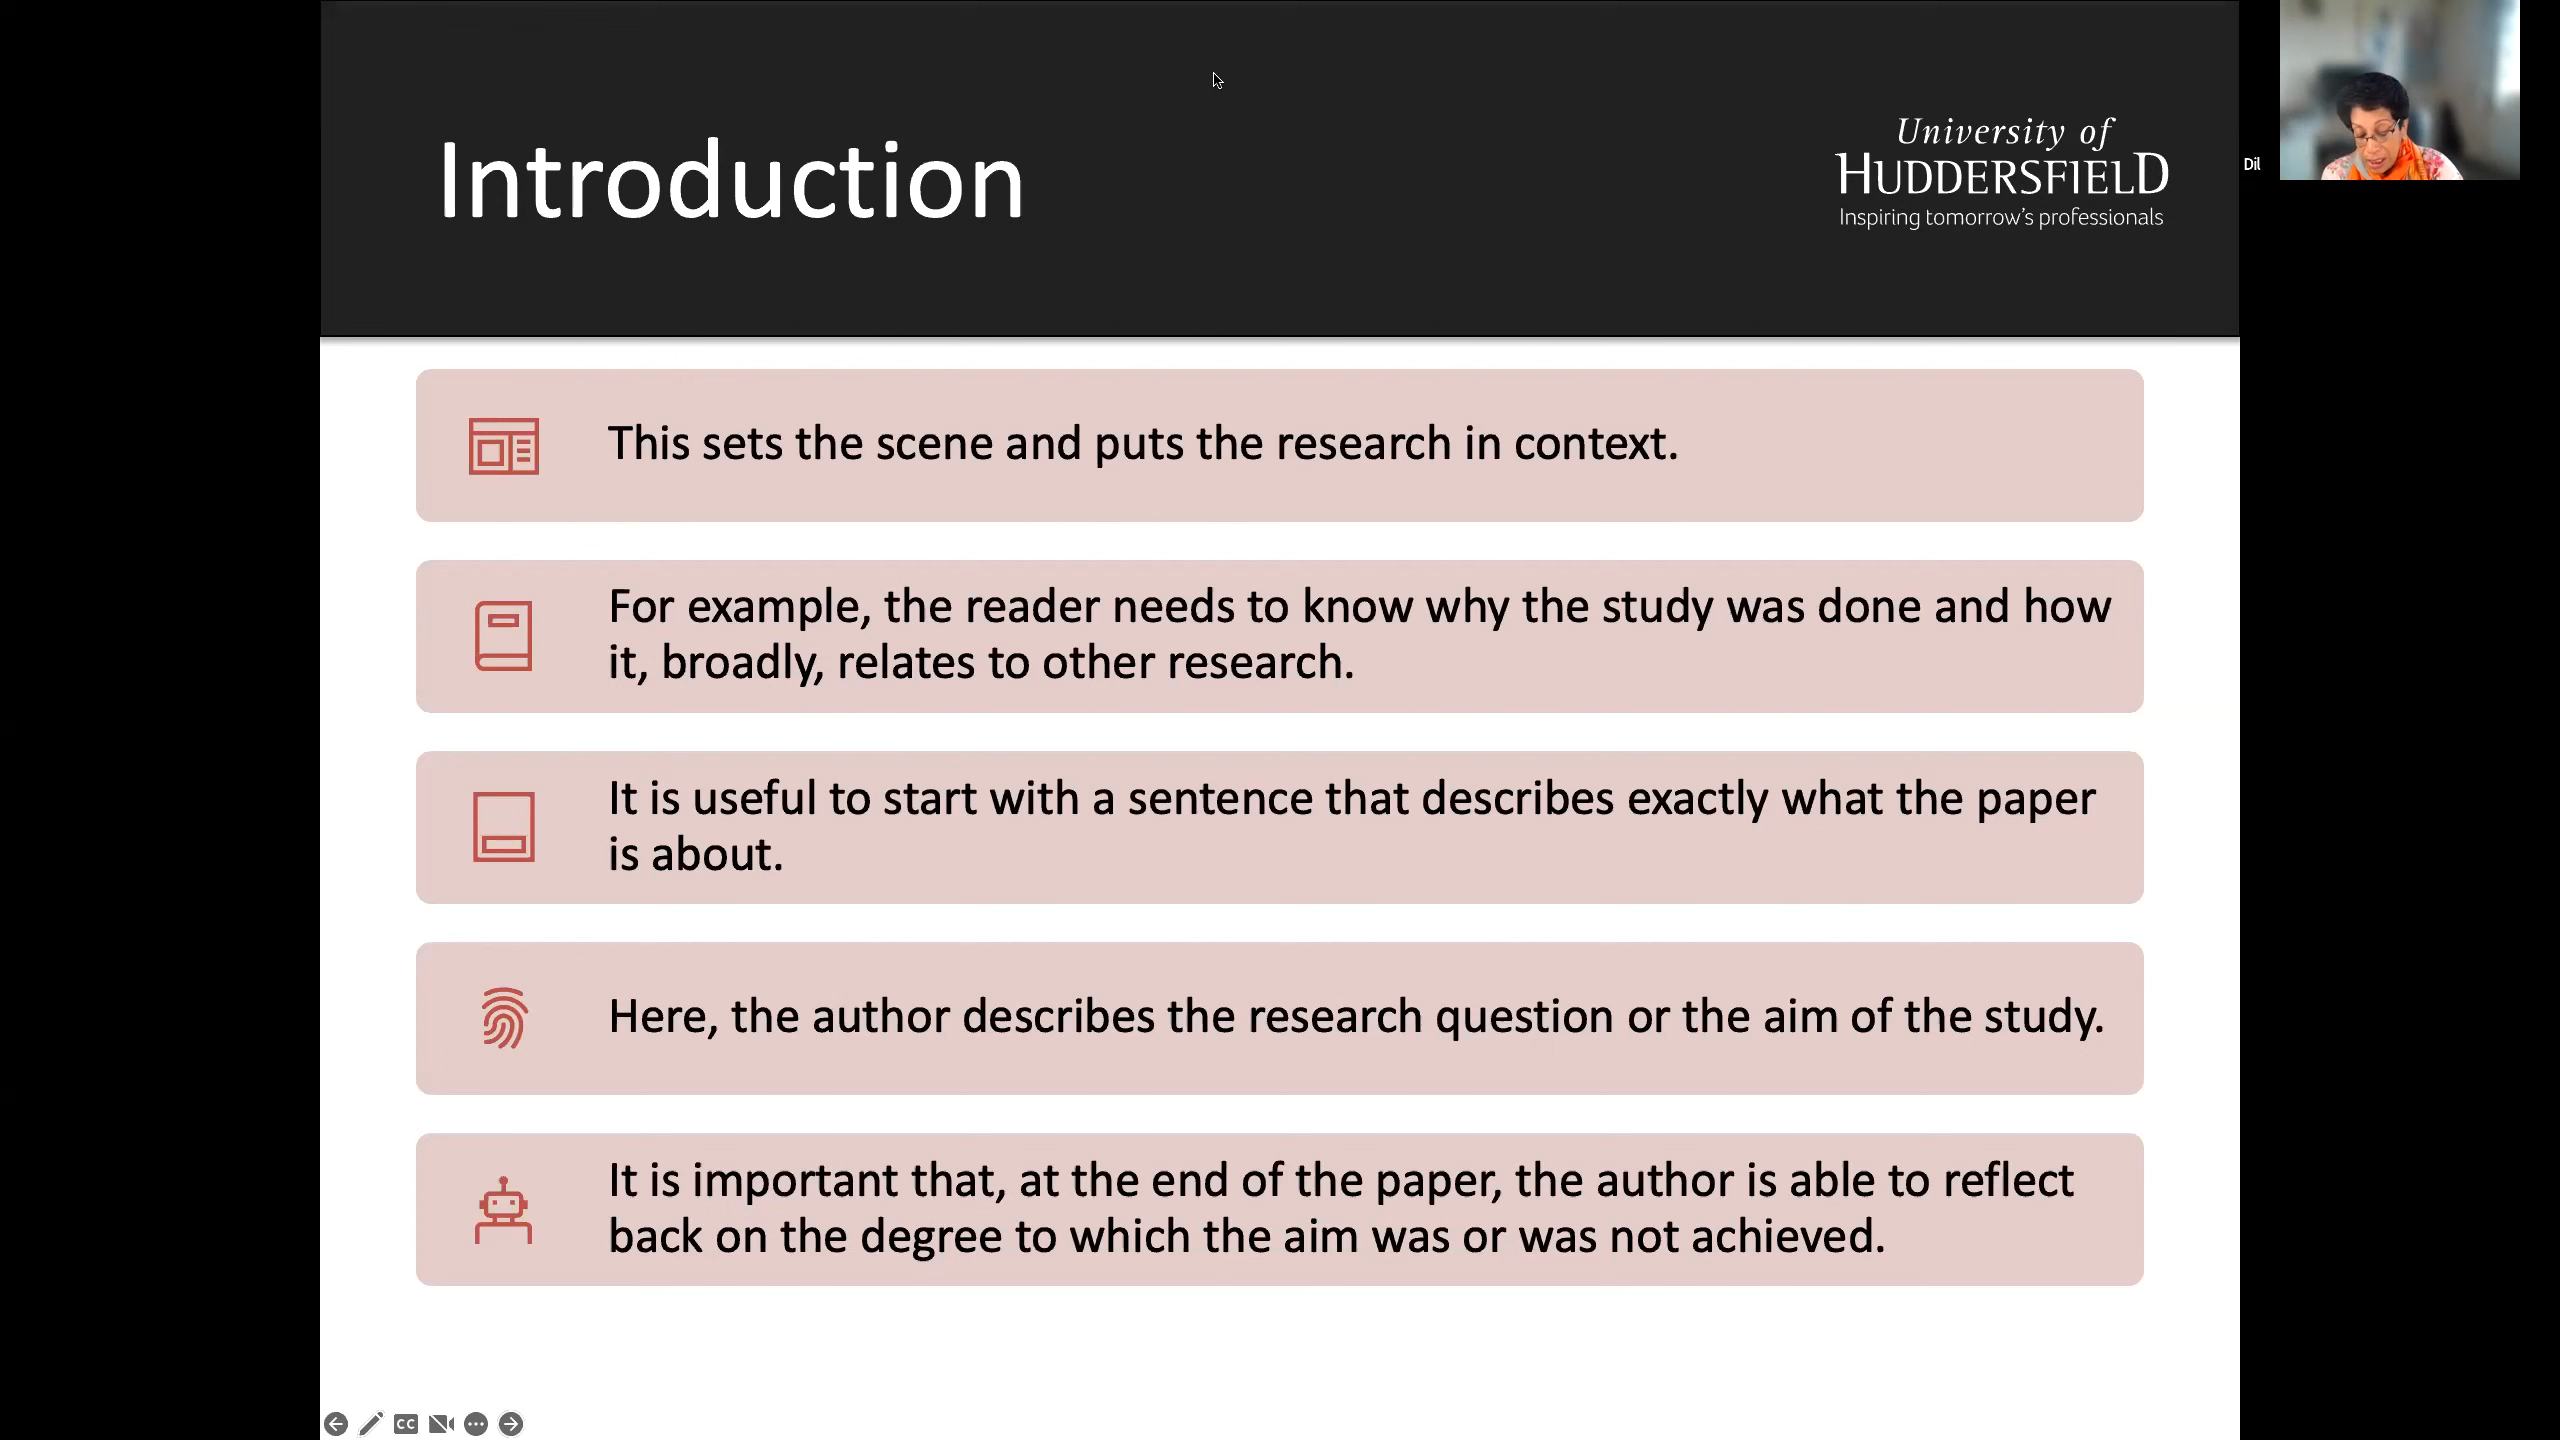 Introduction
University of
HUDDERSFIELD
Inspiring tomorrow's professionals
Dil
This sets the scene and puts the research in context.
For example, the reader needs to know why the study was done and how
it, broadly, relates to other research.
It is useful to start with a sentence that describes exactly what the paper
is about.
Here, the author describes the research question or the aim of the study.
It is important that, at the end of the paper, the author is able to reflect
back on the degree to which the aim was or was not achieved.
CC